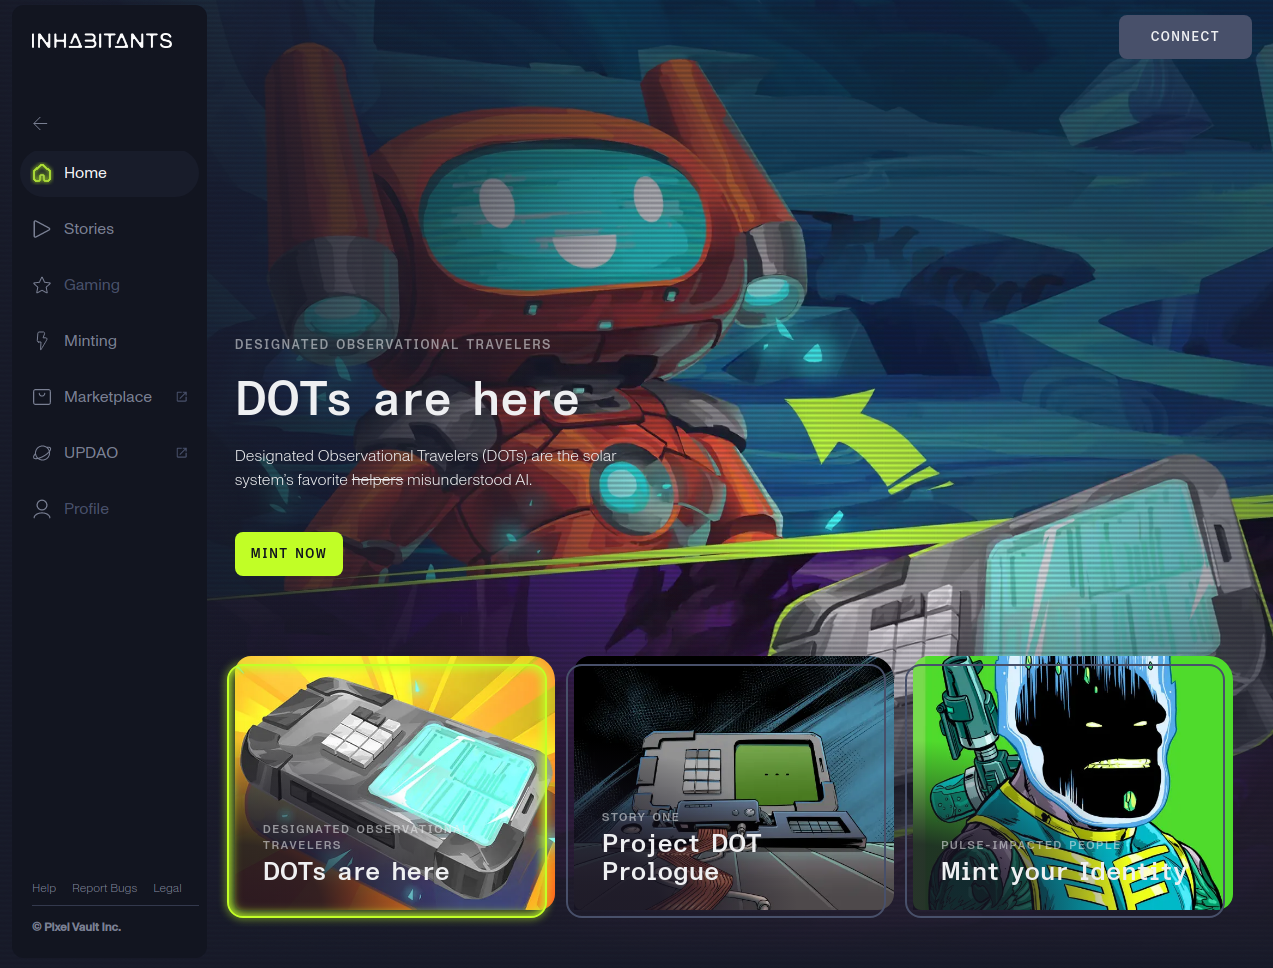 INHABITANTS
CONNECT
Home
Stories
Gaming
Minting
Marketplace
UPDAO
Profile
DESIGNATED OBSERVATIONAL TRAVELERS
DOTs are here
Designated Observational Travelers (DOTs) are the solar
system's favorite helpers misunderstood AI.
MINT NOW
DESIGNATED OBSERVATIONAL
TRAVELERS
DOTs are here
STORY ONE
Project DOT
Prologue
PULSE-IMPACTED PEOPLE
Mint your Identity
Help Report Bugs Legal
© Pixel Vault Inc.